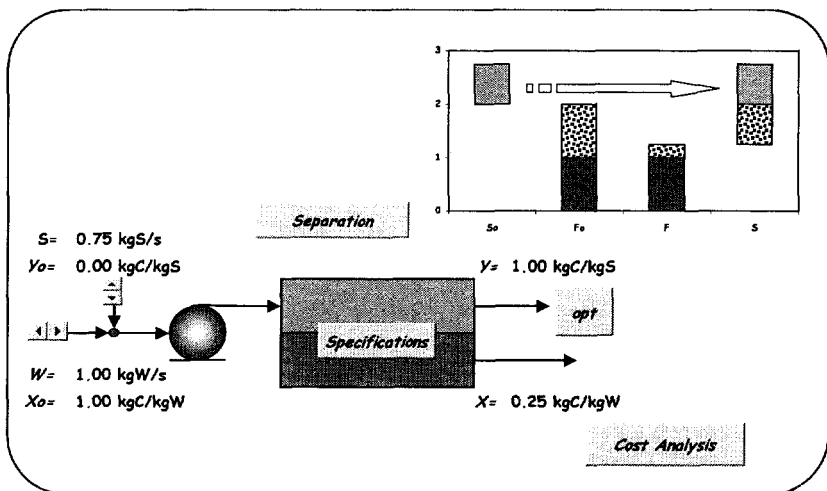 3
2
1
0
So Fo F S
Separation
S= 0.75 kgS/s
Yo= 0.00 kgC/kgS
Y= 1.00 kgC/kgS
opt
Specifications
W= 1.00 kgW/s
Xo= 1.00 kgC/kgW
X= 0.25 kgC/kgW
Cost Analysis